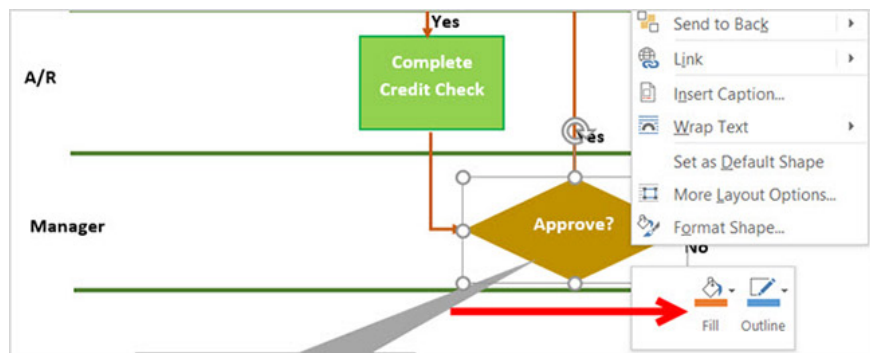 Yes
A/R
Complete
Credit Check
Manager
Approve?
No
Send to Back
Link
Insert Caption...
Wrap Text
Set as Default Shape
More Layout Options...
Format Shape...
Fill
Outline